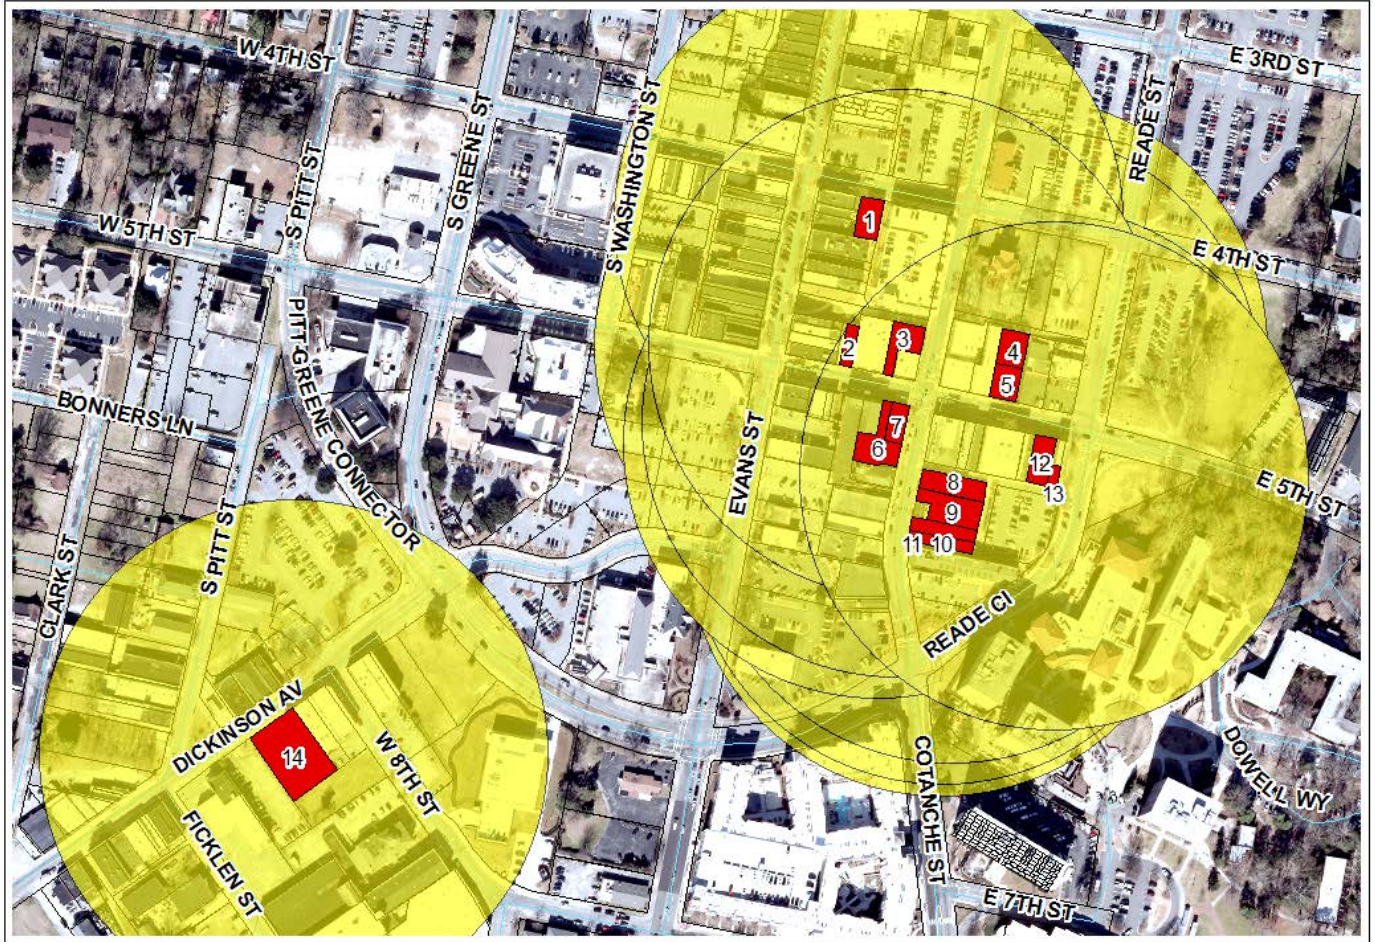 W 4TH ST
E 3RD ST
S GREENE ST
READE ST
S PITT ST
S WASHINGTON ST
1
W 5TH ST
E 4TH ST
PITT-GREENE CONNECTOR
2
3
4
5
BONNERS LN
EVANS ST
7
6
12
13
E 5TH ST
8
9
11
10
S PITT ST
CLARK ST
READE CI
DICKINSON AV
14
W 8TH ST
COTANCHE ST
DOWELL WY
FICKLEN ST
E 7TH ST